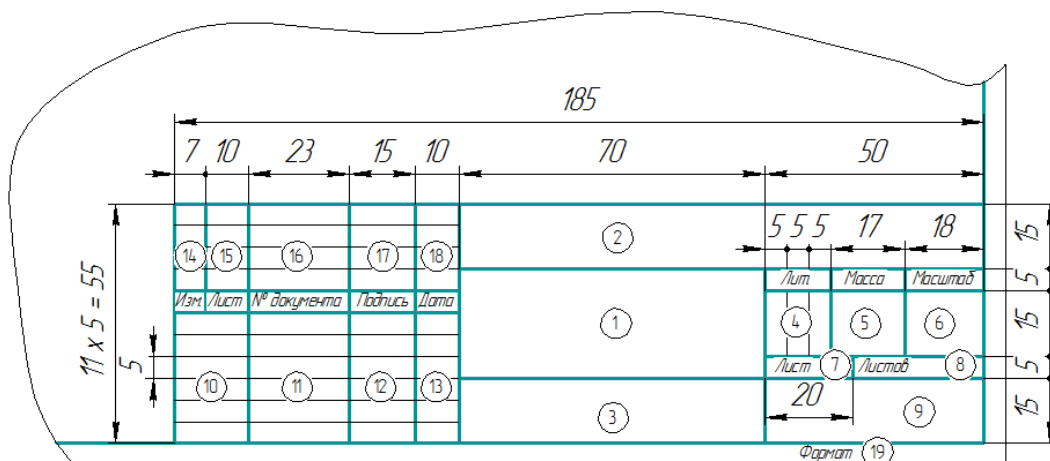 185
7 10 23 15 10 70 50
5 5 5 17 18
2
15
14 15 16 17 18
Лит. Масса Масштаб
5
Изм. Лист № документа Подпись Дата
11 x 5 = 55
1
4 5 6
15
5
Лист 7 Листов 8
5
10 11 12 13
20
3
9
15
Формат 19